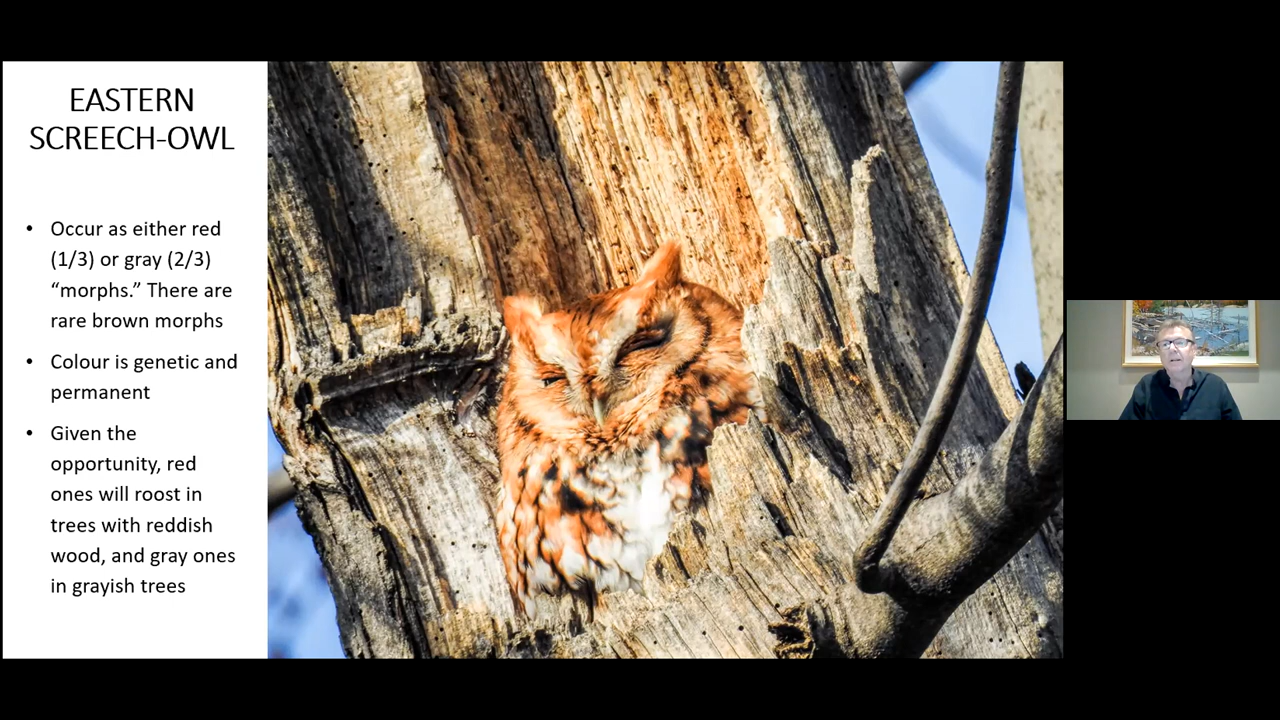 EASTERN
SCREECH-OWL
• Occur as either red
(1/3) or gray (2/3)
“morphs.” There are
rare brown morphs
• Colour is genetic and
permanent
• Given the
opportunity, red
ones will roost in
trees with reddish
wood, and gray ones
in grayish trees